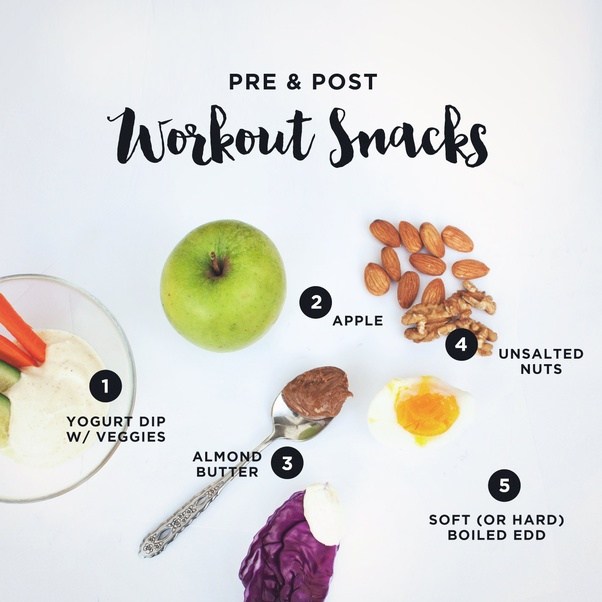 PRE & POST
Workout Snacks
2
APPLE
4
UNSALTED
NUTS
1
YOGURT DIP
W/ VEGGIES
ALMOND
BUTTER
3
5
SOFT (OR HARD)
BOILED EDD